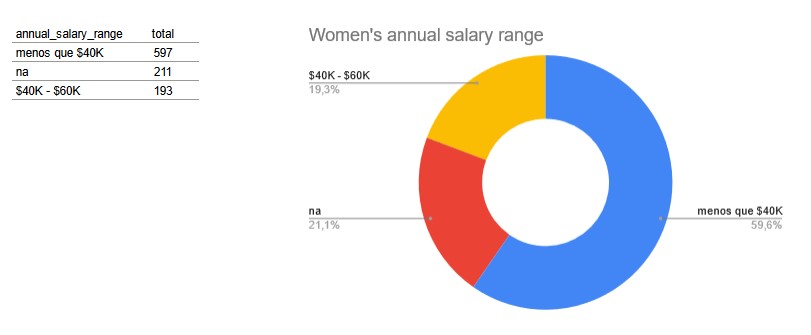 annual_salary_range total
menos que $40K 597
na 211
$40K - $60K 193
Women's annual salary range
$40K - $60K
19,3%
na
21,1%
menos que $40K
59,6%